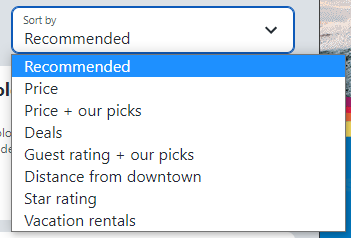 Sort by
Recommended
Recommended
Price
Price + our picks
Deals
Guest rating + our picks
Distance from downtown
Star rating
Vacation rentals